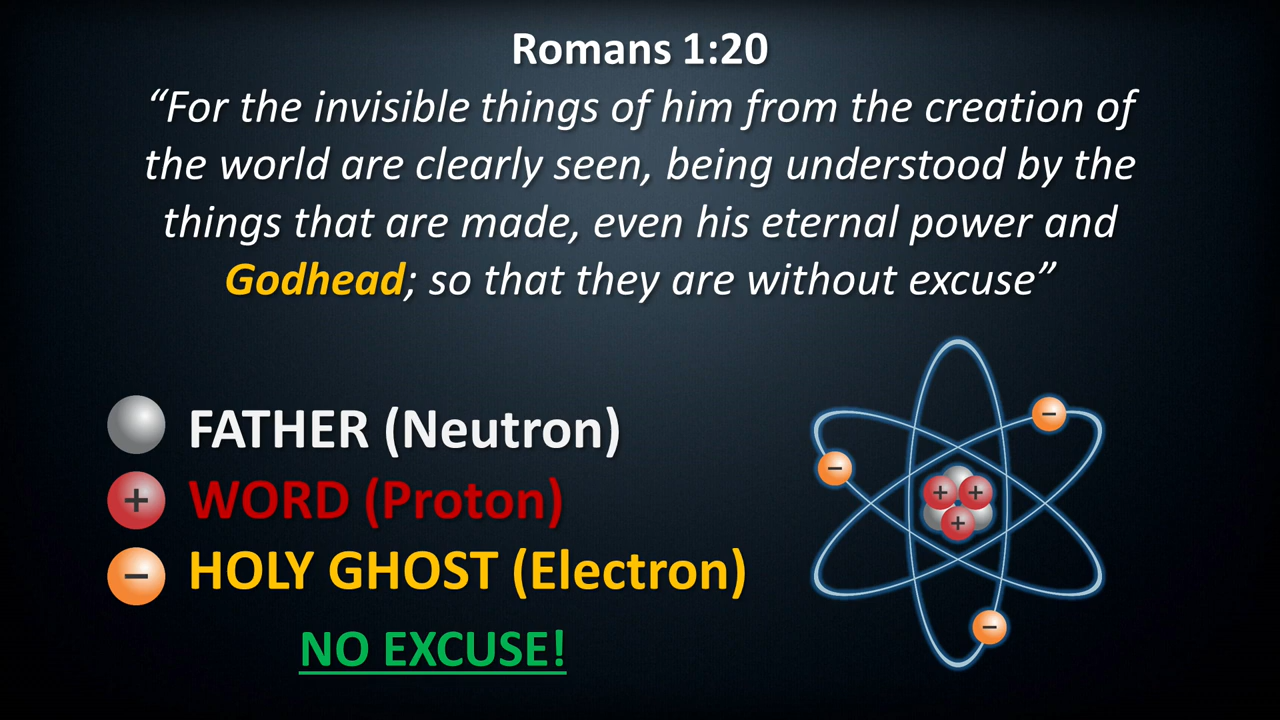 Romans 1:20
“For the invisible things of him from the creation of
the world are clearly seen, being understood by the
things that are made, even his eternal power and
Godhead; so that they are without excuse”
FATHER (Neutron)
+ WORD (Proton)
− HOLY GHOST (Electron)
NO EXCUSE!
−
−
+ +
+
−